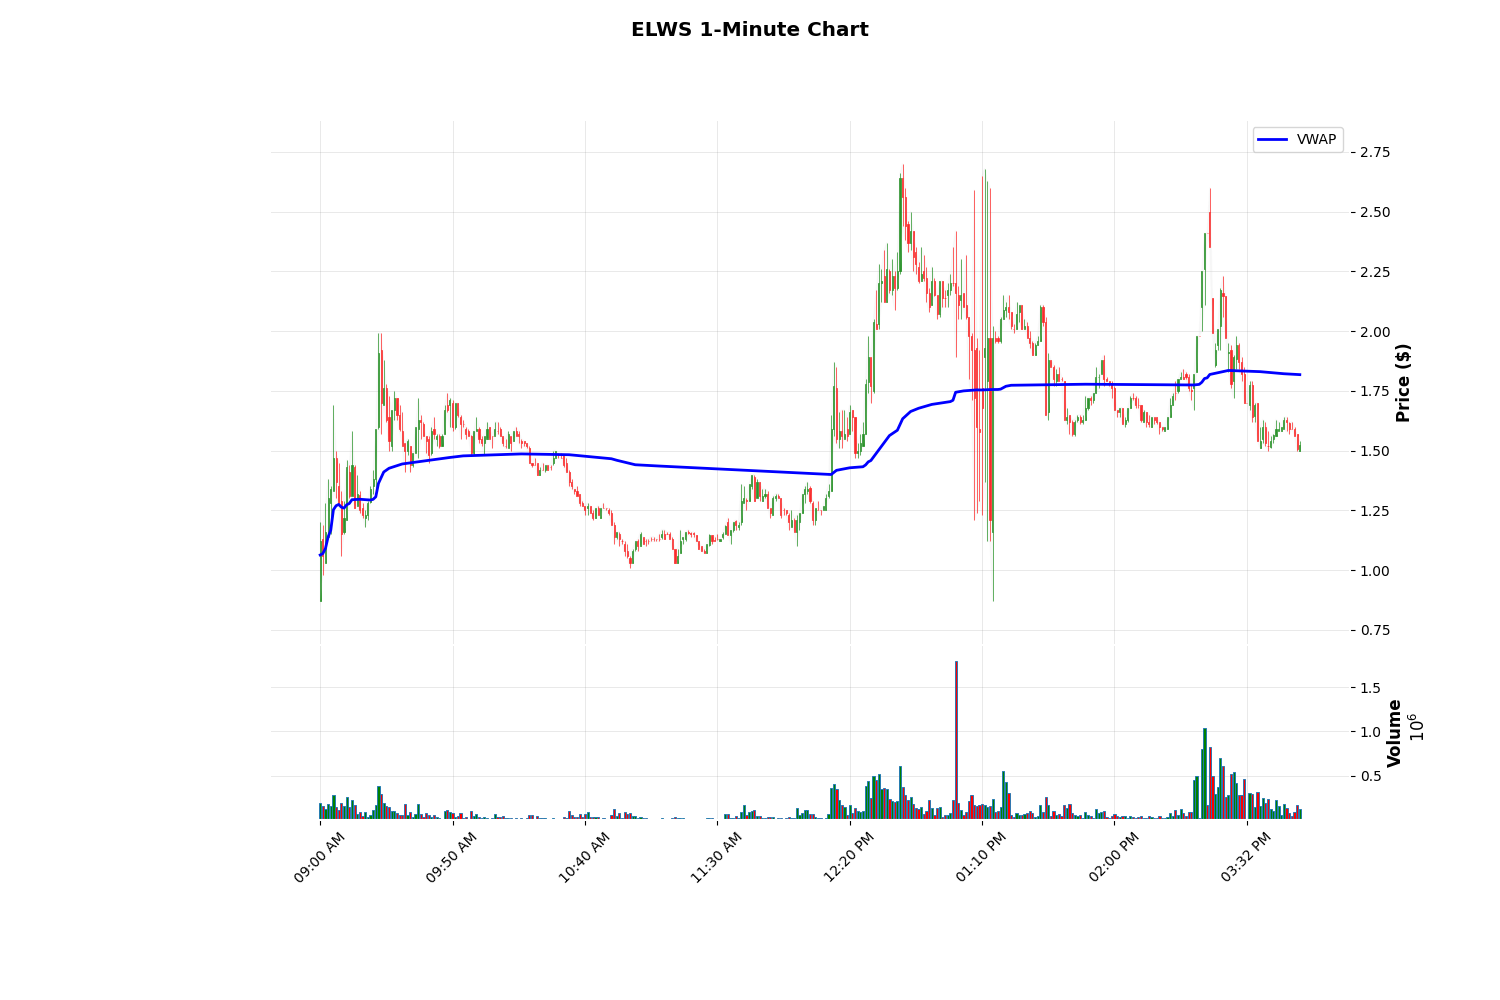 ELWS 1-Minute Chart
VWAP
2.75
2.50
2.25
2.00
1.75
1.50
1.25
1.00
0.75
Price ($)
1.5
1.0
0.5
Volume
10^6
09:00 AM
09:50 AM
10:40 AM
11:30 AM
12:20 PM
01:10 PM
02:00 PM
03:32 PM